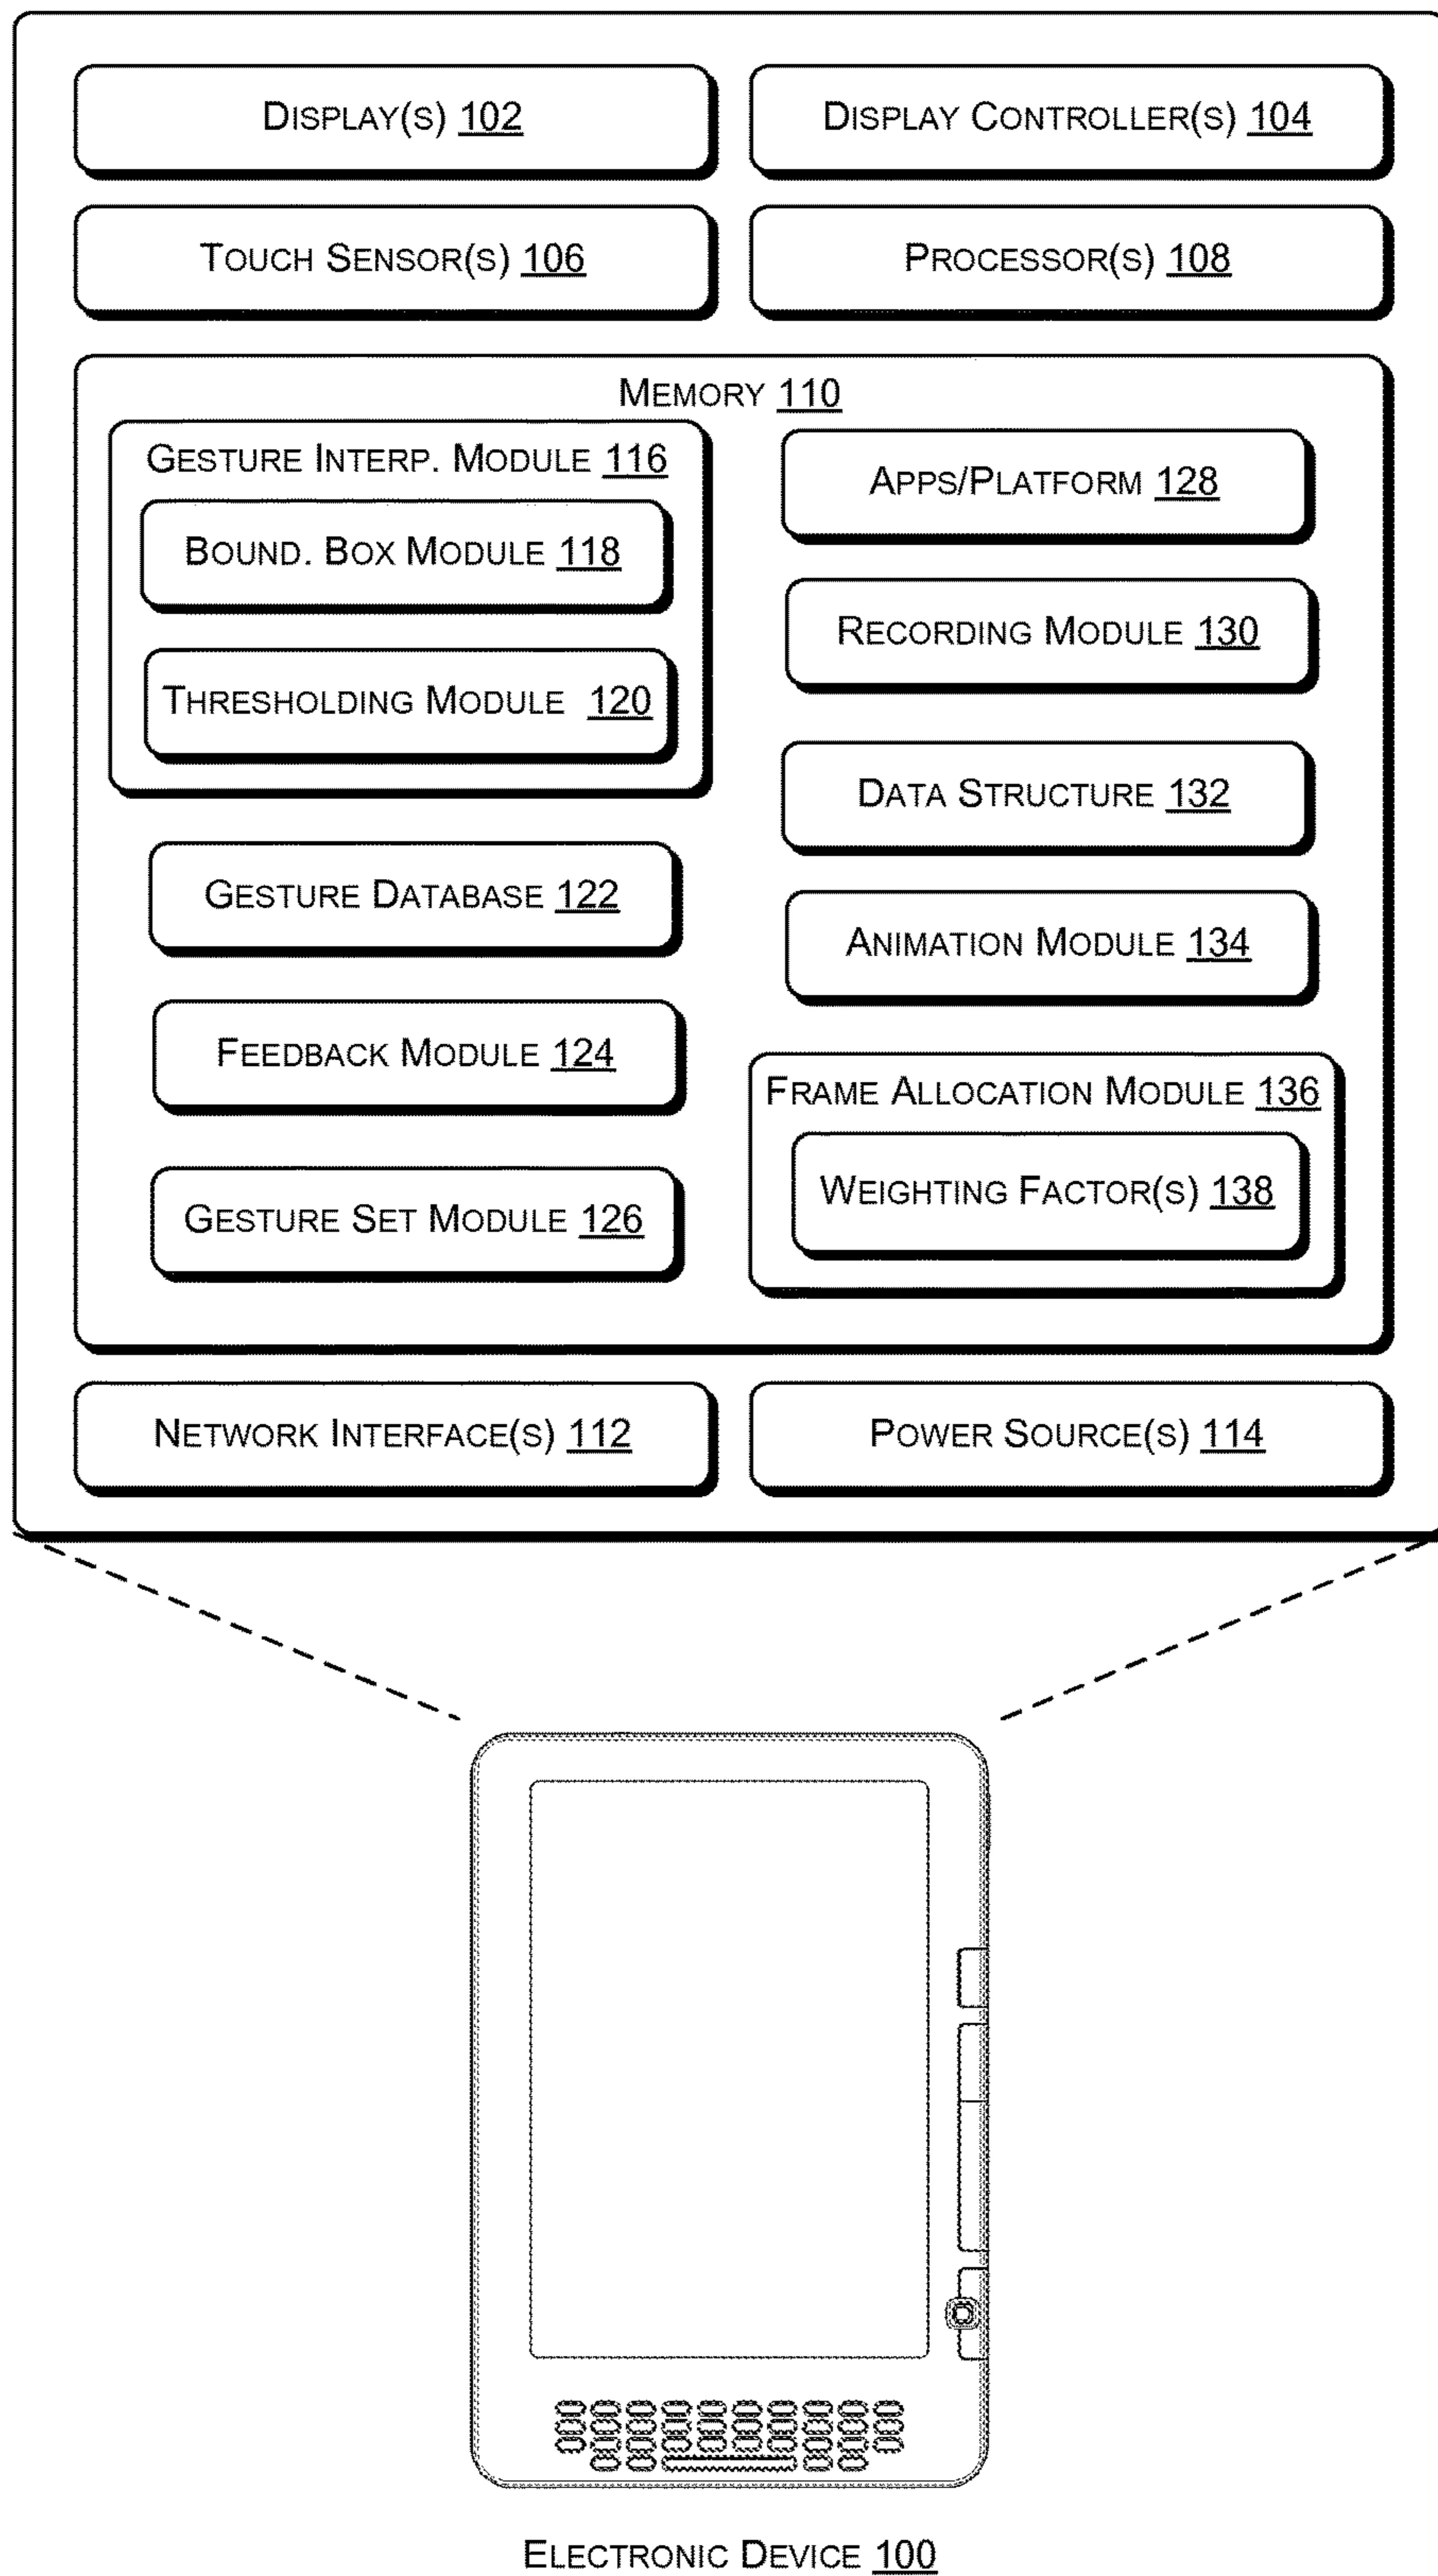 DISPLAY(S) 102
DISPLAY CONTROLLER(S) 104
TOUCH SENSOR(S) 106
PROCESSOR(S) 108
MEMORY 110
GESTURE INTERP. MODULE 116
BOUND. BOX MODULE 118
THRESHOLDING MODULE 120
GESTURE DATABASE 122
FEEDBACK MODULE 124
GESTURE SET MODULE 126
APPS/PLATFORM 128
RECORDING MODULE 130
DATA STRUCTURE 132
ANIMATION MODULE 134
FRAME ALLOCATION MODULE 136
WEIGHTING FACTOR(S) 138
NETWORK INTERFACE(S) 112
POWER SOURCE(S) 114
ELECTRONIC DEVICE 100